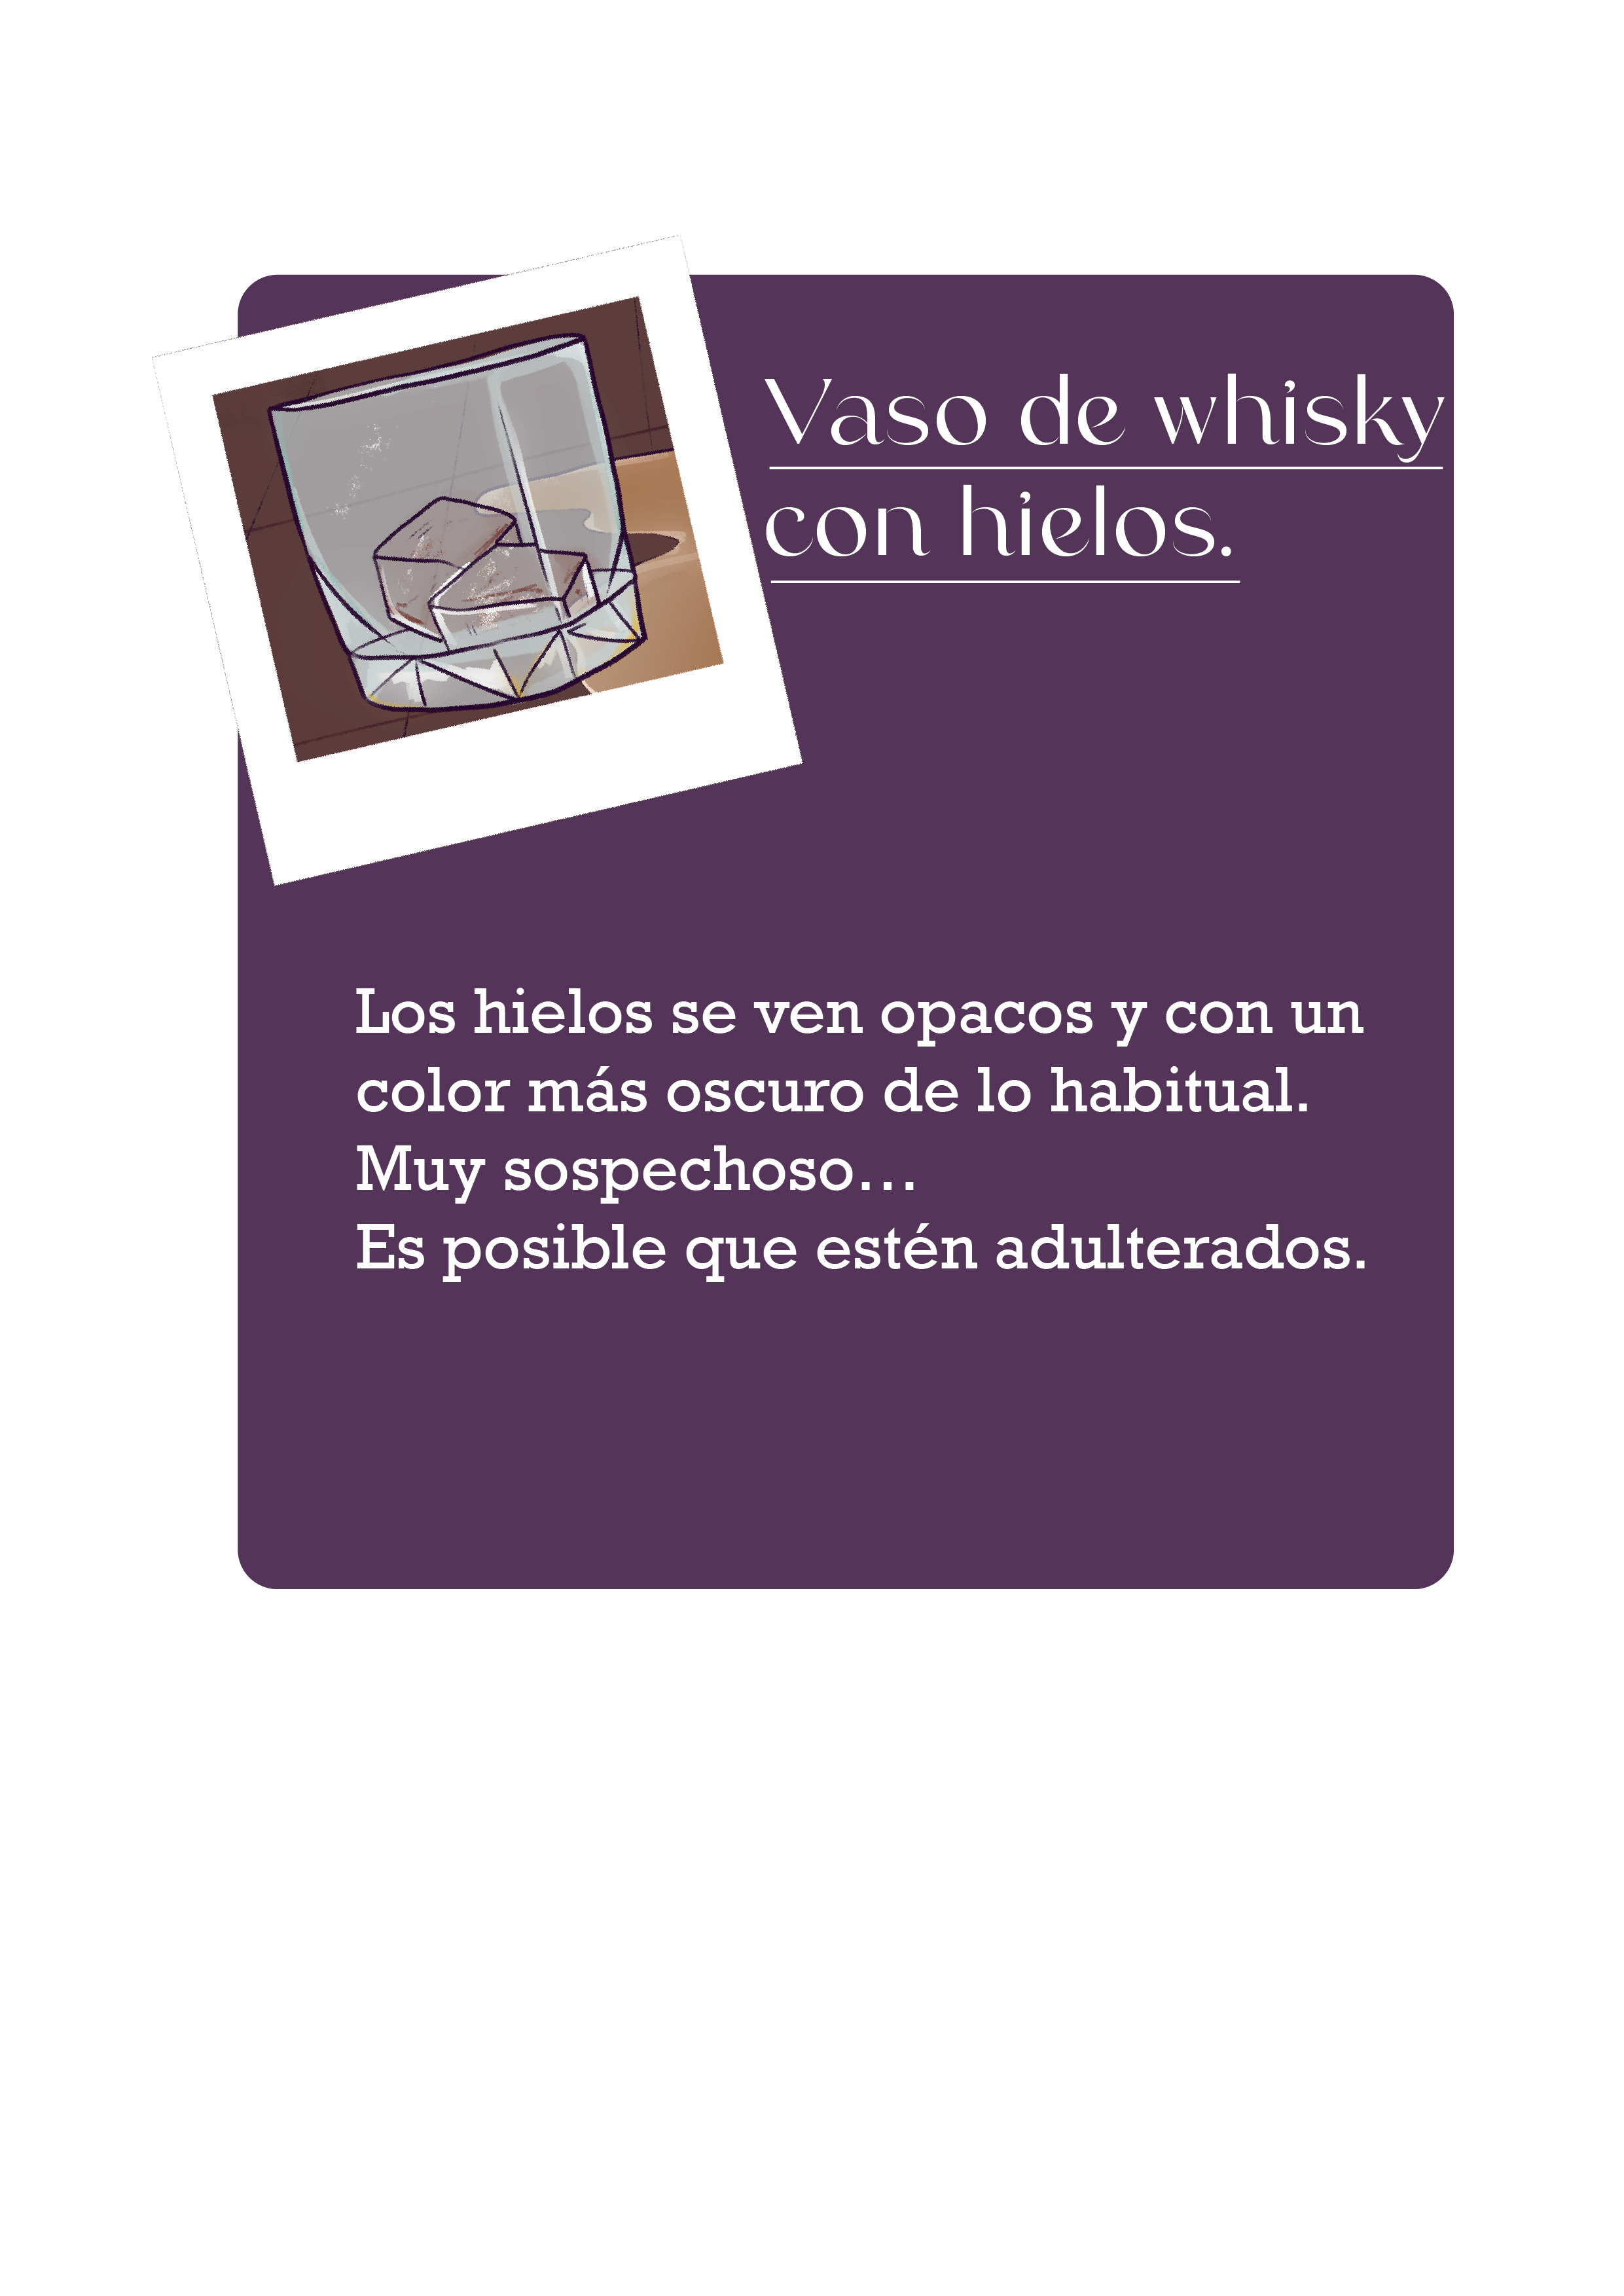 Vaso de whisky
con hielos.
Los hielos se ven opacos y con un
color más oscuro de lo habitual.
Muy sospechoso...
Es posible que estén adulterados.